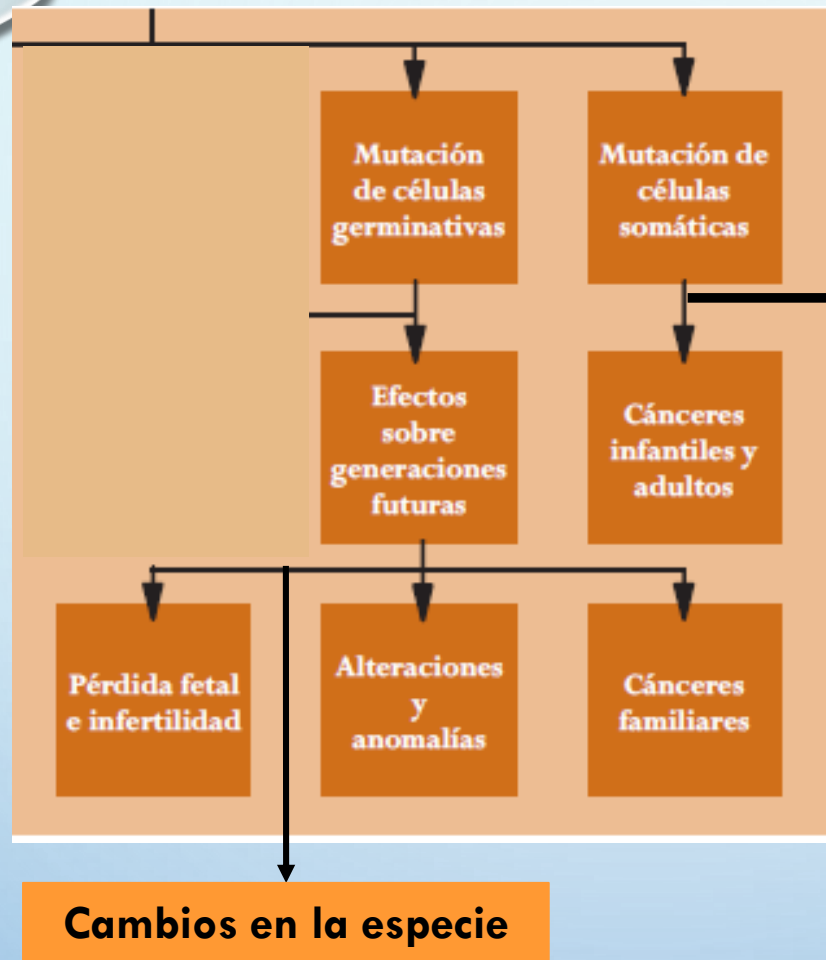 Mutación
de células
germinativas
Mutación de
células
somáticas
Efectos
sobre
generaciones
futuras
Cánceres
infantiles y
adultos
Pérdida fetal
e infertilidad
Alteraciones
y
anomalías
Cánceres
familiares
Cambios en la especie